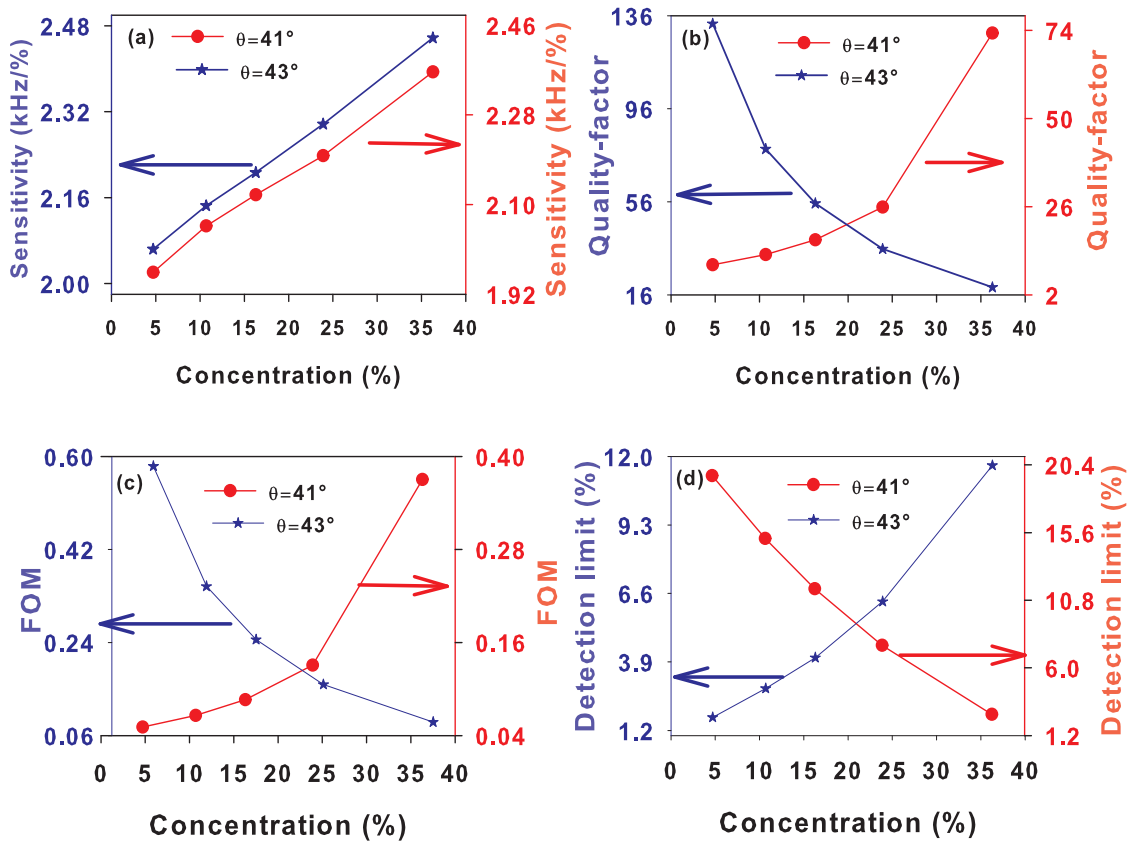 (a)
θ=41°
θ=43°
Sensitivity (kHz/%)
2.48
2.32
2.16
2.00
2.46
2.28
2.10
1.92
Sensitivity (kHz/%)
0 5 10 15 20 25 30 35 40
Concentration (%)
(b)
θ=41°
θ=43°
Quality-factor
136
96
56
16
74
50
26
2
Quality-factor
0 5 10 15 20 25 30 35 40
Concentration (%)
(c)
θ=41°
θ=43°
FOM
0.60
0.42
0.24
0.06
0.40
0.28
0.16
0.04
FOM
0 5 10 15 20 25 30 35 40
Concentration (%)
(d)
θ=41°
θ=43°
Detection limit (%)
12.0
9.3
6.6
3.9
1.2
20.4
15.6
10.8
6.0
1.2
Detection limit (%)
0 5 10 15 20 25 30 35 40
Concentration (%)